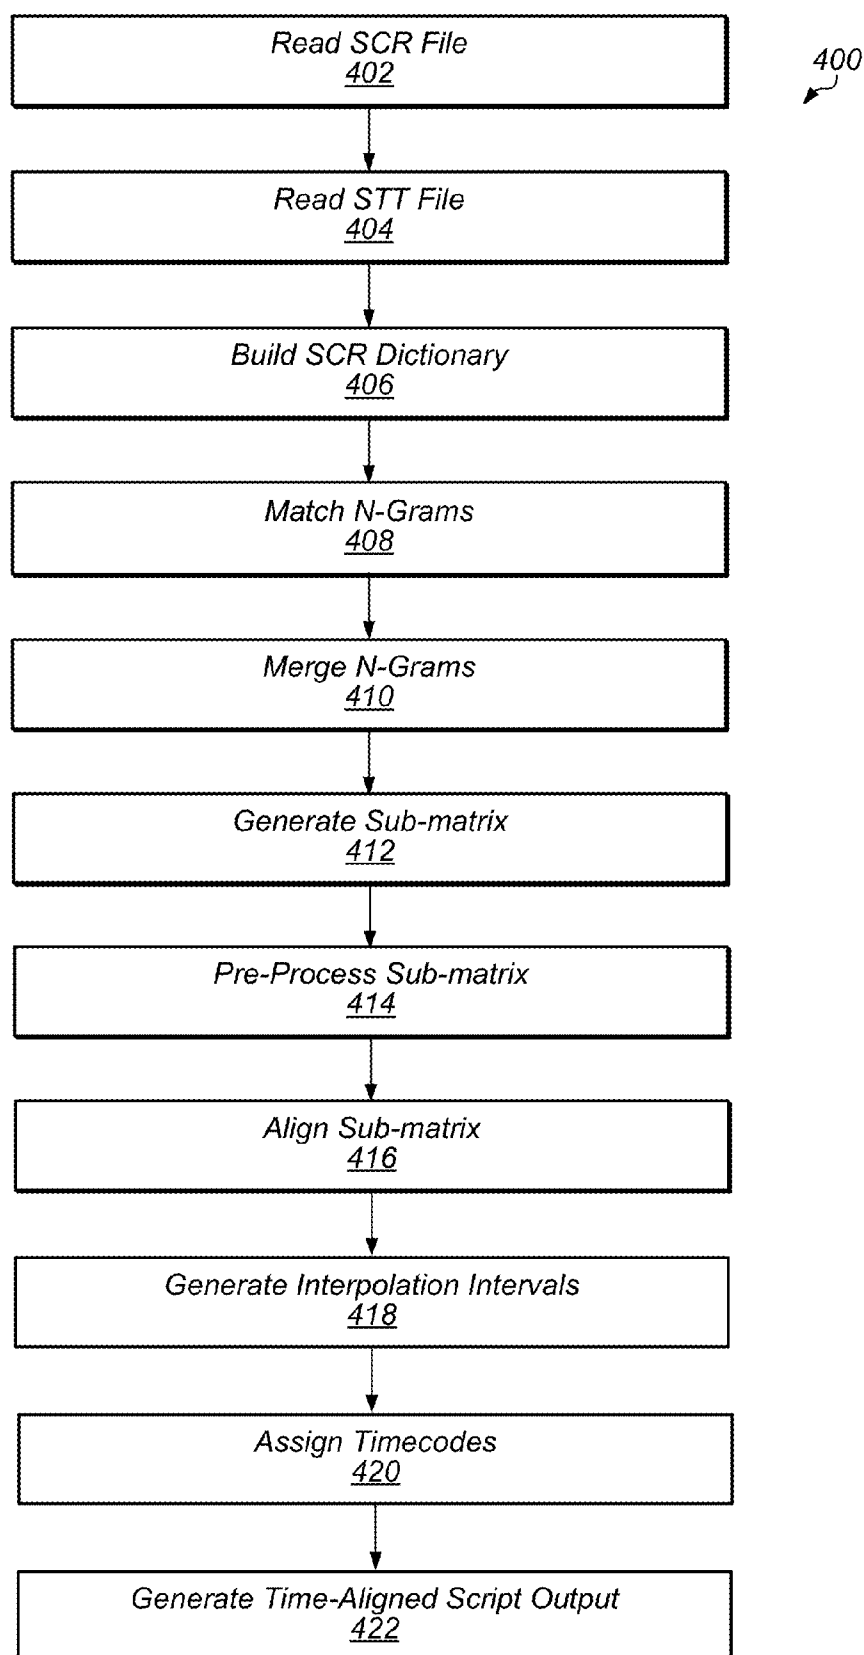 Read SCR File
402
400
Read STT File
404
Build SCR Dictionary
406
Match N-Grams
408
Merge N-Grams
410
Generate Sub-matrix
412
Pre-Process Sub-matrix
414
Align Sub-matrix
416
Generate Interpolation Intervals
418
Assign Timecodes
420
Generate Time-Aligned Script Output
422